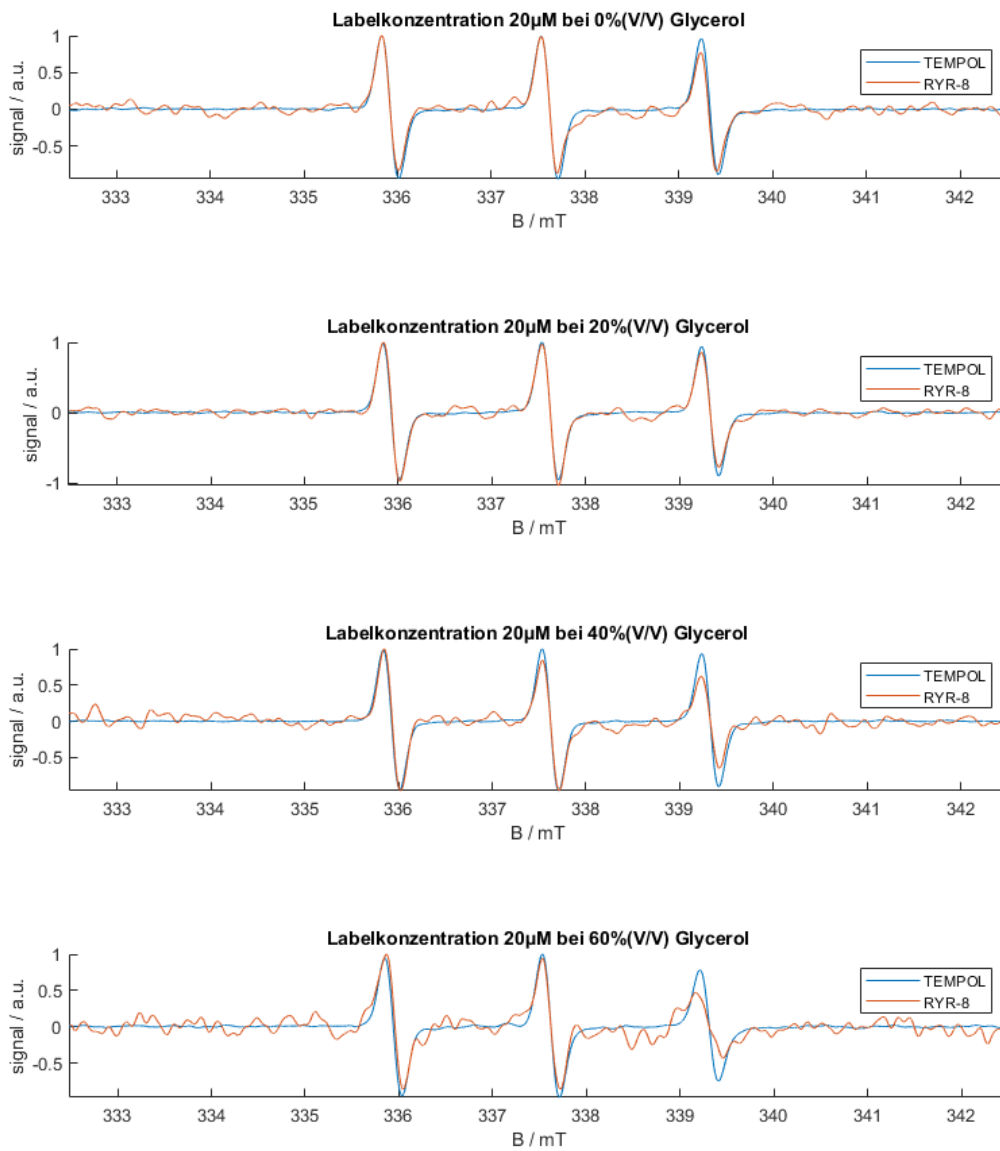 Labelkonzentration 20µM bei 0%(V/V) Glycerol
1
0.5
0
-0.5
signal / a.u.
TEMPOL
RYR-8
333 334 335 336 337 338 339 340 341 342
B / mT
Labelkonzentration 20µM bei 20%(V/V) Glycerol
1
0
-1
signal / a.u.
TEMPOL
RYR-8
333 334 335 336 337 338 339 340 341 342
B / mT
Labelkonzentration 20µM bei 40%(V/V) Glycerol
1
0.5
0
-0.5
signal / a.u.
TEMPOL
RYR-8
333 334 335 336 337 338 339 340 341 342
B / mT
Labelkonzentration 20µM bei 60%(V/V) Glycerol
1
0.5
0
-0.5
signal / a.u.
TEMPOL
RYR-8
333 334 335 336 337 338 339 340 341 342
B / mT